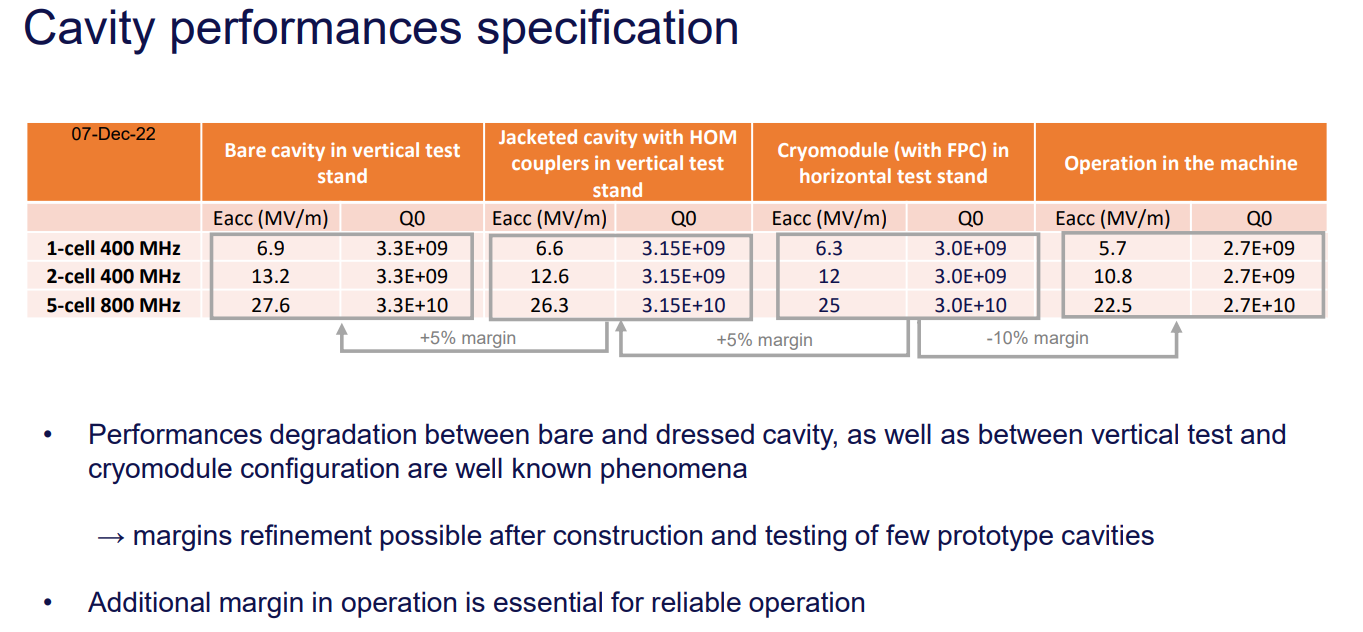 Cavity performances specification
07-Dec-22
Bare cavity in vertical test
stand
Jacketed cavity with HOM
couplers in vertical test
stand
Cryomodule (with FPC) in
horizontal test stand
Operation in the machine
Eacc (MV/m) Q0 Eacc (MV/m) Q0 Eacc (MV/m) Q0 Eacc (MV/m) Q0
1-cell 400 MHz 6.9 3.3E+09 6.6 3.15E+09 6.3 3.0E+09 5.7 2.7E+09
2-cell 400 MHz 13.2 3.3E+09 12.6 3.15E+09 12 3.0E+09 10.8 2.7E+09
5-cell 800 MHz 27.6 3.3E+10 26.3 3.15E+10 25 3.0E+10 22.5 2.7E+10
+5% margin +5% margin -10% margin
• Performances degradation between bare and dressed cavity, as well as between vertical test and
cryomodule configuration are well known phenomena
→ margins refinement possible after construction and testing of few prototype cavities
• Additional margin in operation is essential for reliable operation